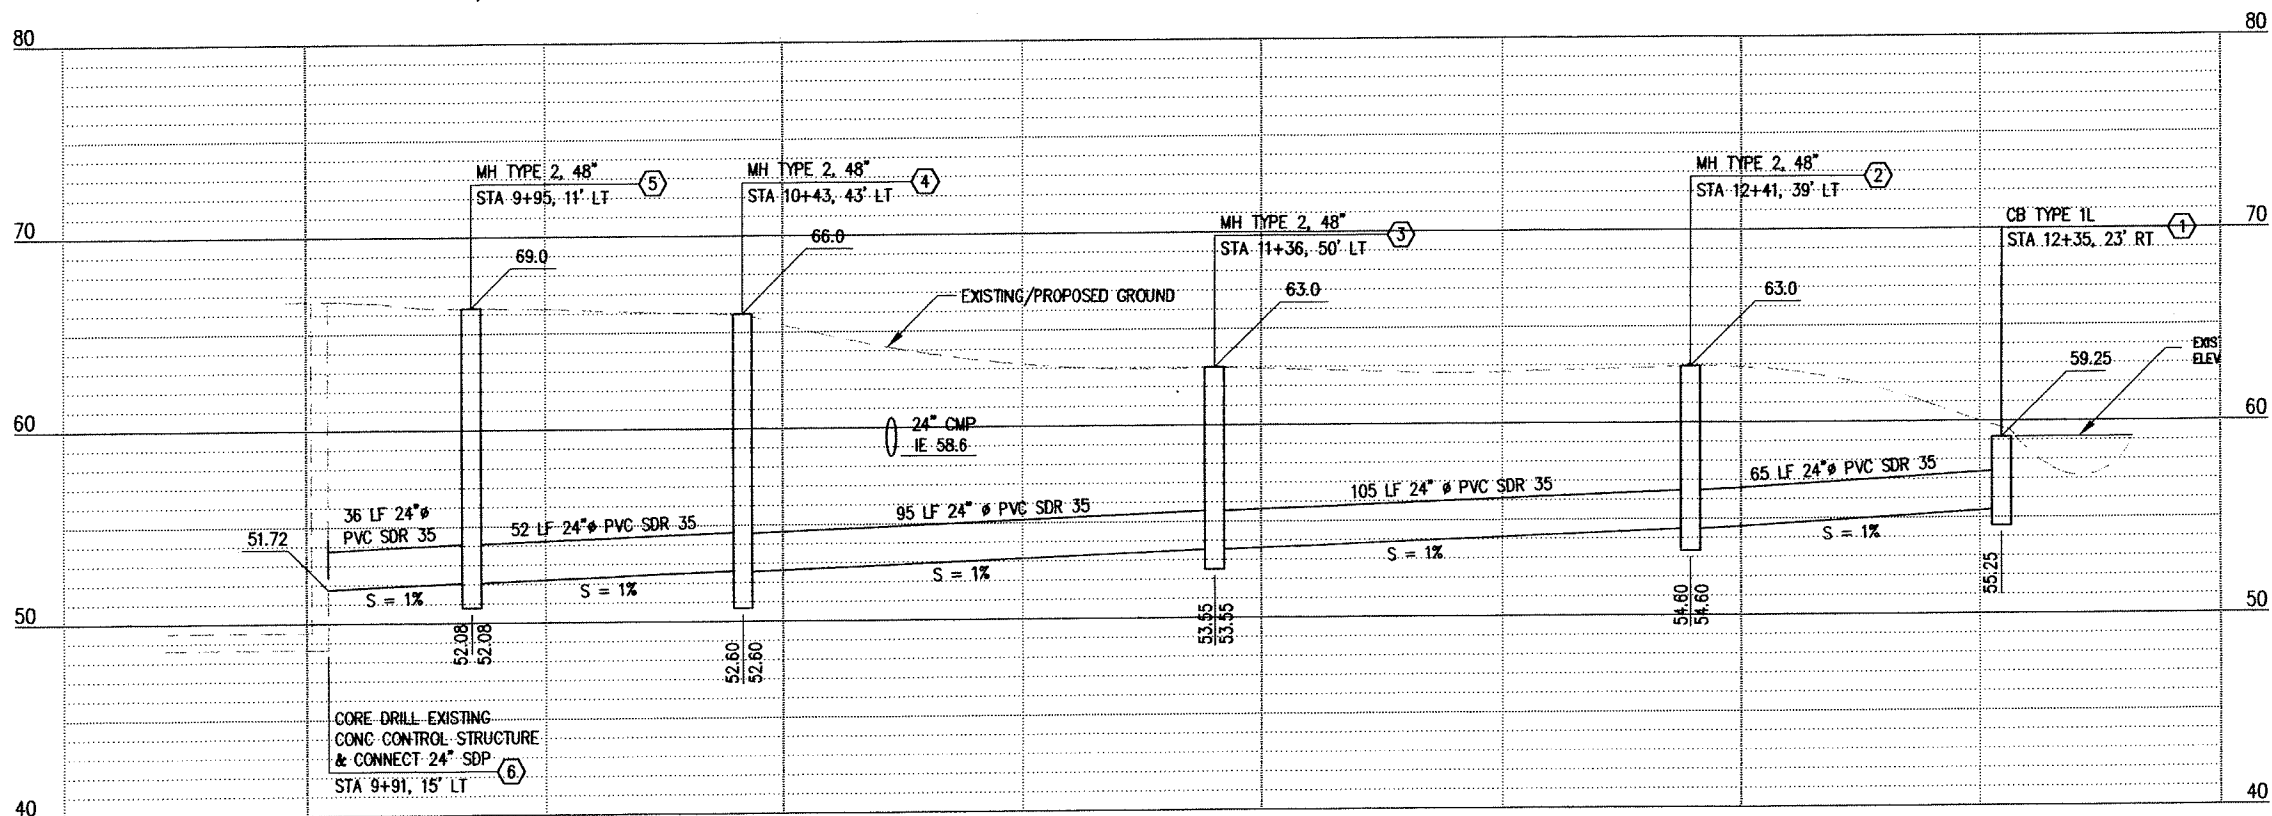 80
80
MH TYPE 2, 48"
5
STA 9+95, 11' LT
MH TYPE 2, 48"
4
STA 10+43, 43' LT
MH TYPE 2, 48"
2
STA 12+41, 39' LT
70
70
MH TYPE 2, 48"
3
STA 11+36, 50' LT
CB TYPE 1L
1
STA 12+35, 23' RT
69.0
66.0
EXISTING/PROPOSED GROUND
63.0
63.0
59.25
EXIS
ELEV
60
60
24" CMP
IE 58.6
36 LF 24"ø
PVC SDR 35
52 LF 24"ø PVC SDR 35
95 LF 24" ø PVC SDR 35
105 LF 24" ø PVC SDR 35
65 LF 24"ø PVC SDR 35
51.72
S = 1%
S = 1%
S = 1%
S = 1%
S = 1%
50
50
52.08
52.08
52.60
52.60
53.55
53.55
54.60
54.60
55.25
CORE DRILL EXISTING
CONC CONTROL STRUCTURE
& CONNECT 24" SDP
6
STA 9+91, 15' LT
40
40